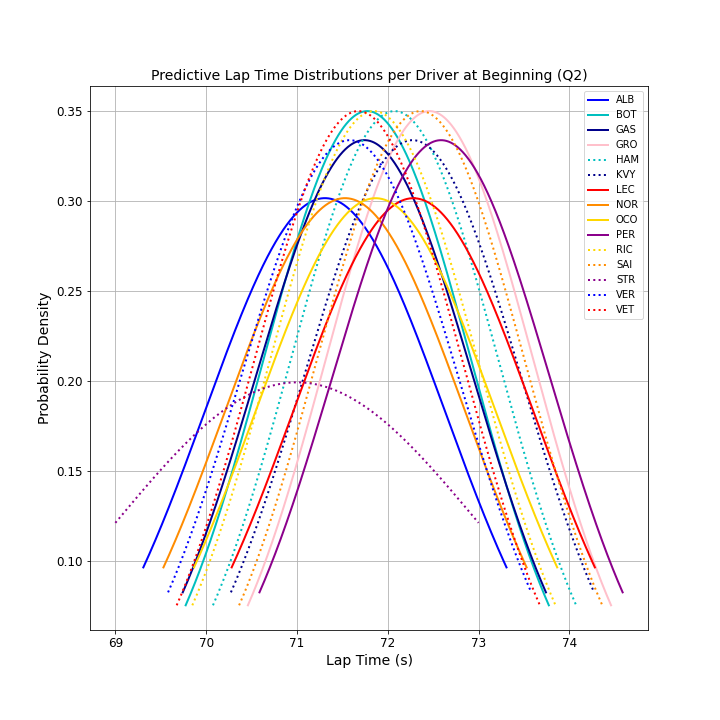 Predictive Lap Time Distributions per Driver at Beginning (Q2)
ALB
BOT
GAS
GRO
HAM
KVY
LEC
NOR
OCO
PER
RIC
SAI
STR
VER
VET
0.35
0.30
0.25
0.20
0.15
0.10
Probability Density
69 70 71 72 73 74
Lap Time (s)